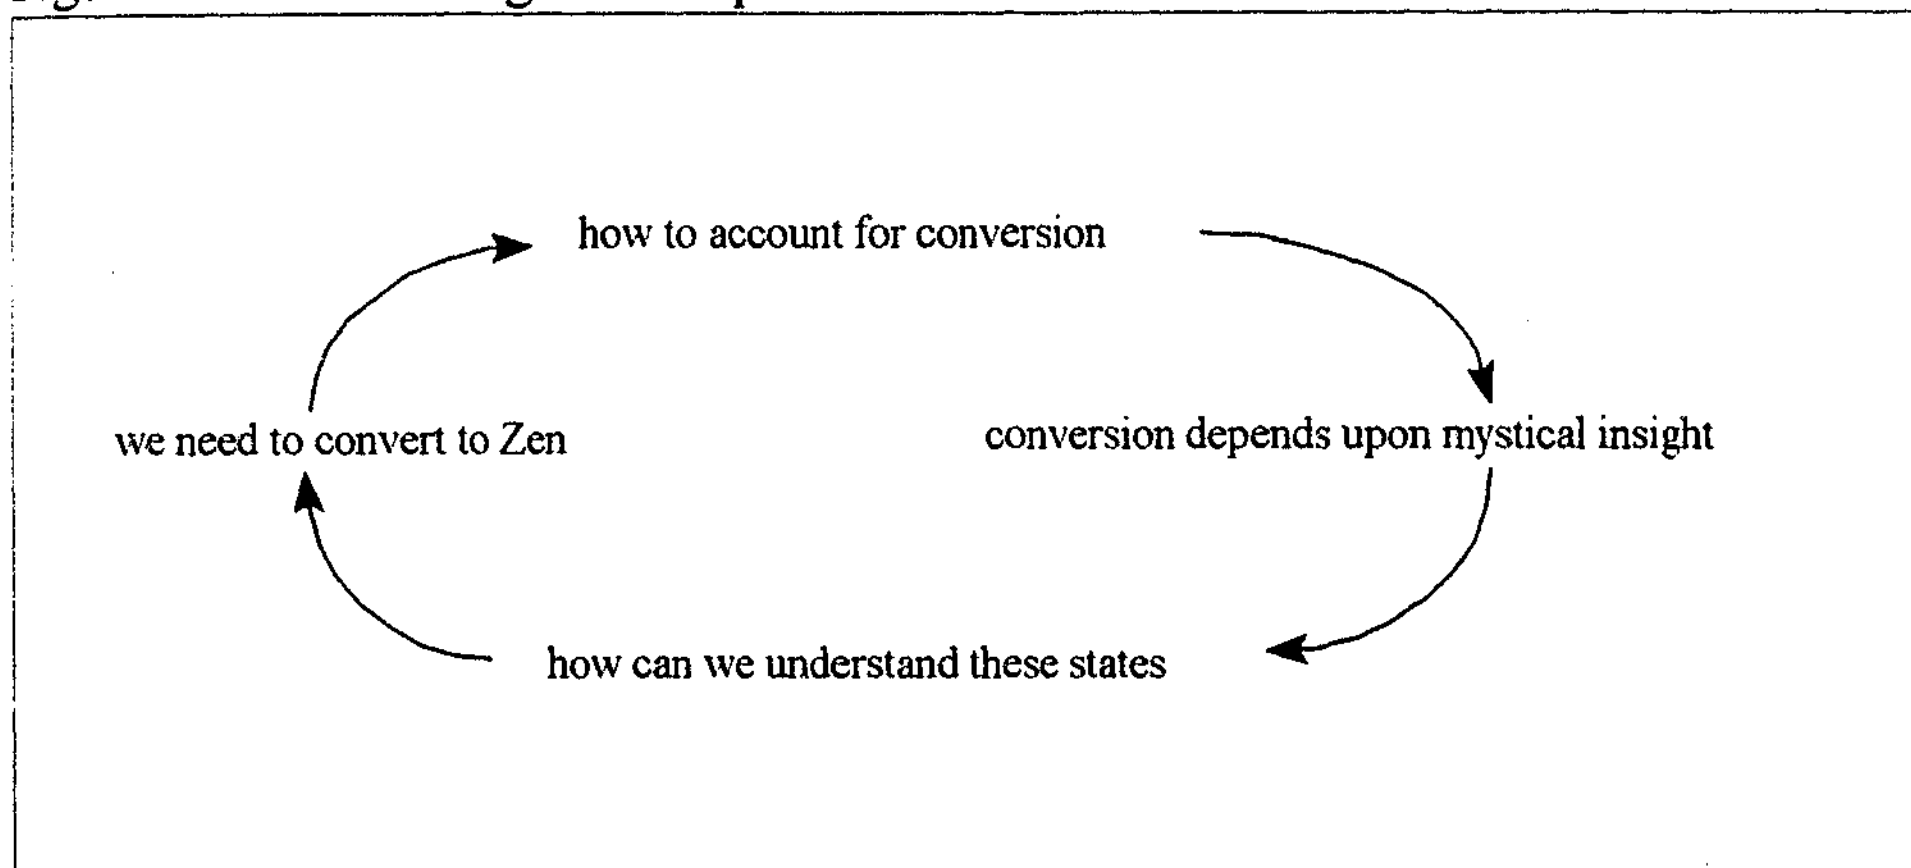 how to account for conversion
we need to convert to Zen
conversion depends upon mystical insight
how can we understand these states